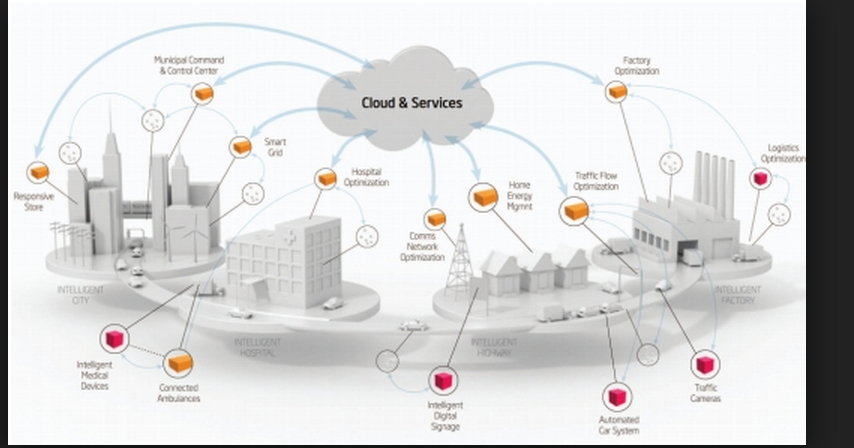 Municipal Command
& Control Center
Factory
Optimization
Cloud & Services
Smart
Grid
Logistics
Optimization
Hospital
Optimization
Traffic Flow
Optimization
Responsive
Store
Home
Energy
Mgmnt
Comms
Network
Optimization
INTELLIGENT
CITY
INTELLIGENT
FACTORY
INTELLIGENT
HOSPITAL
INTELLIGENT
HIGHWAY
Intelligent
Medical
Devices
Connected
Ambulances
Intelligent
Digital
Signage
Automated
Car System
Traffic
Cameras